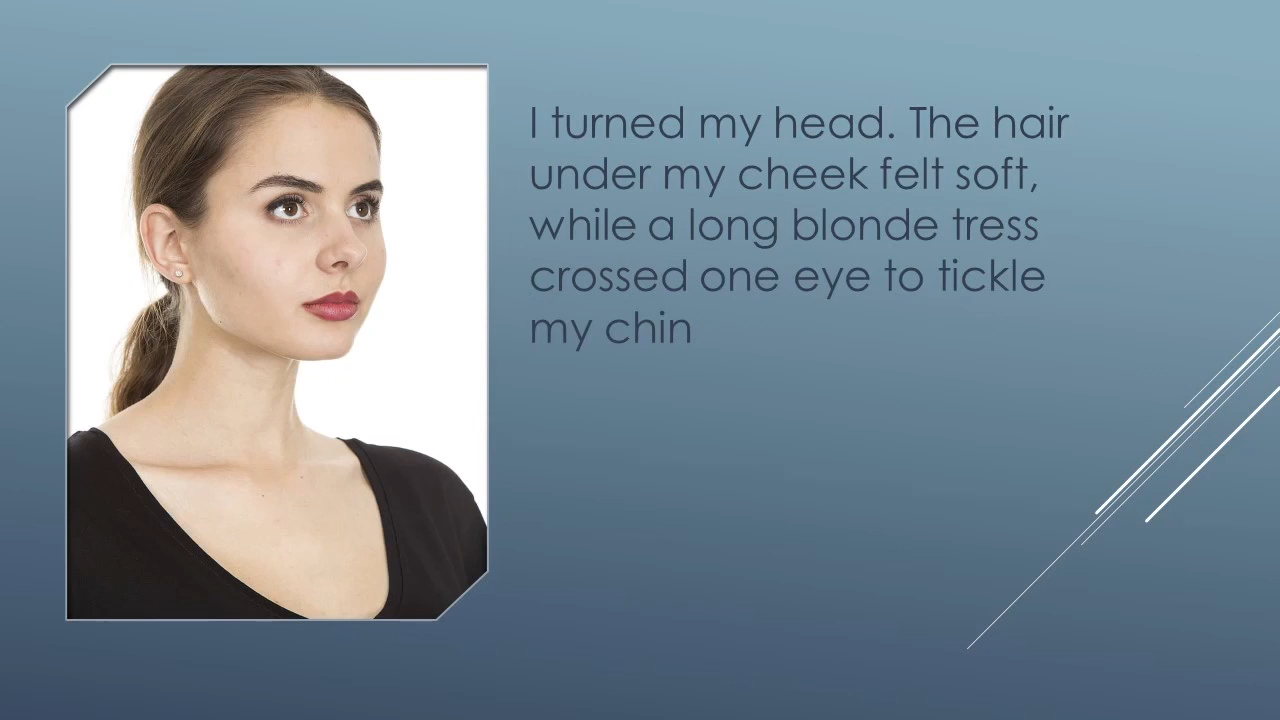 I turned my head. The hair
under my cheek felt soft,
while a long blonde tress
crossed one eye to tickle
my chin